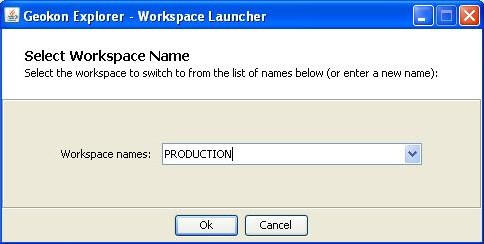 Geokon Explorer - Workspace Launcher
Select Workspace Name
Select the workspace to switch to from the list of names below (or enter a new name):
Workspace names: PRODUCTION
Ok Cancel